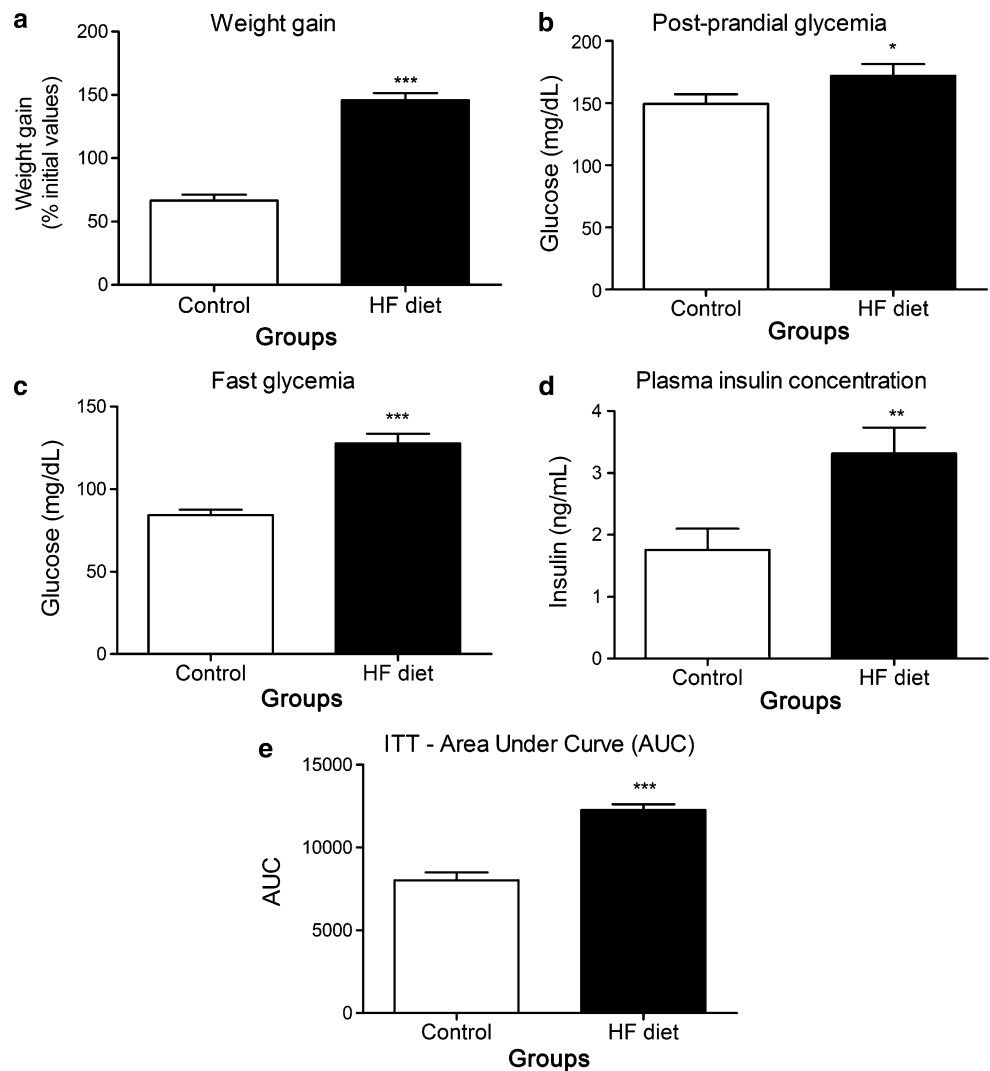 a
Weight gain
Weight gain
(% initial values)
200
150
100
50
0
***
Control
HF diet
Groups
b
Post-prandial glycemia
Glucose (mg/dL)
200
150
100
50
0
*
Control
HF diet
Groups
c
Fast glycemia
Glucose (mg/dL)
150
100
50
0
***
Control
HF diet
Groups
d
Plasma insulin concentration
Insulin (ng/mL)
4
3
2
1
0
**
Control
HF diet
Groups
e
ITT - Area Under Curve (AUC)
AUC
15000
10000
5000
0
***
Control
HF diet
Groups